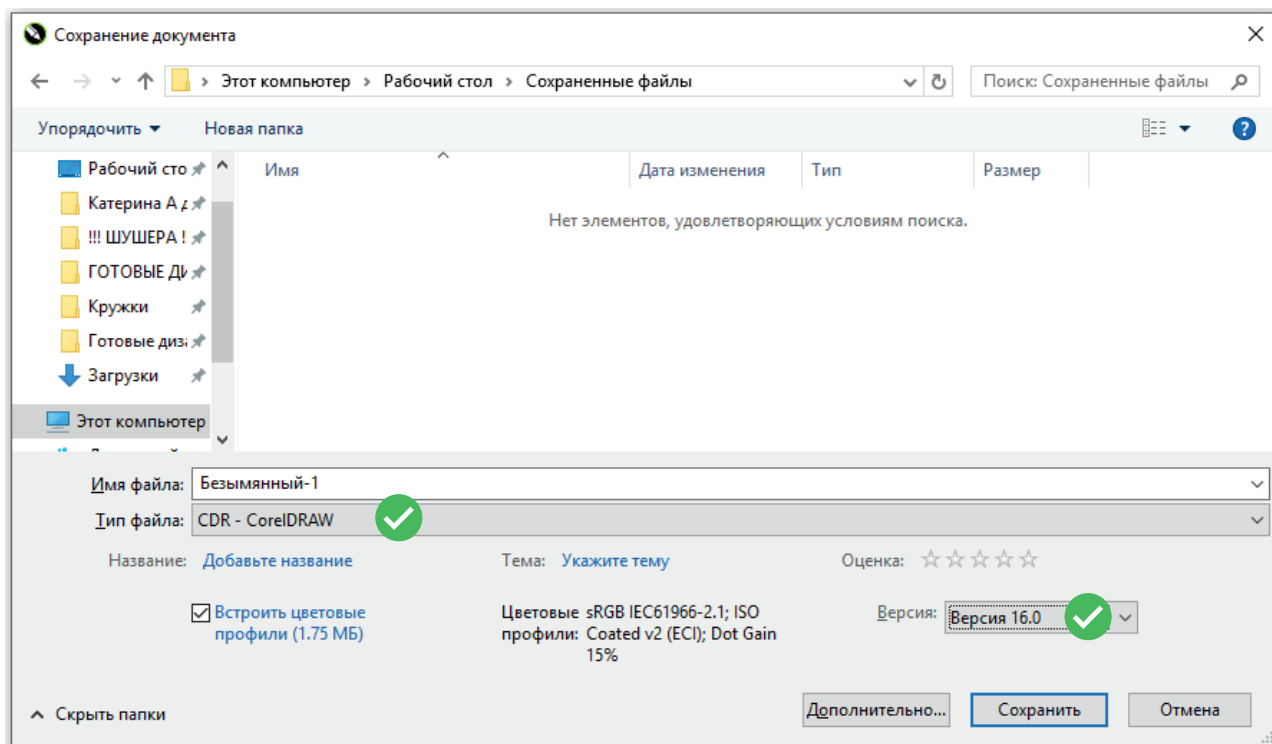 Сохранение документа
Этот компьютер > Рабочий стол > Сохраненные файлы
Поиск: Сохраненные файлы
Упорядочить
Новая папка
?
Рабочий сто
Катерина А
!!! ШУШЕРА !
ГОТОВЫЕ ДИ
Кружки
Готовые диз
Загрузки
Этот компьютер
Имя
Дата изменения
Тип
Размер
Нет элементов, удовлетворяющих условиям поиска.
Имя файла: Безымянный-1
Тип файла: CDR - CorelDRAW
Название: Добавьте название
Тема: Укажите тему
Оценка:
Встроить цветовые
профили (1.75 МБ)
Цветовые профили: sRGB IEC61966-2.1; ISO
Coated v2 (ECI); Dot Gain
15%
Версия: Версия 16.0
Скрыть папки
Дополнительно...
Сохранить
Отмена